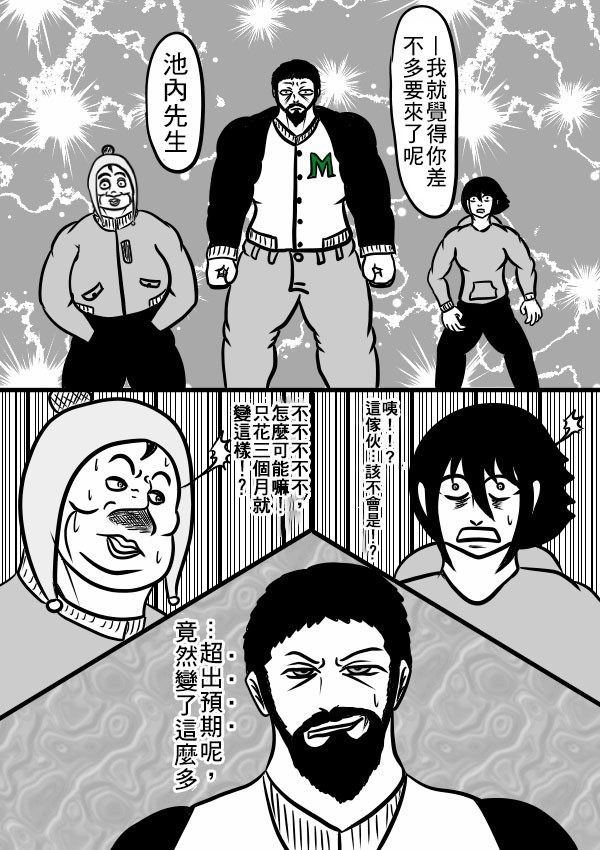 —我就覺得你差
不多要來了呢
池內先生
M
咦！！？
這傢伙…該不會是！？
不不不不不，
怎麼可能嘛！
只花三個月就
變這樣！？
…超出預期呢，
竟然變了這麼多